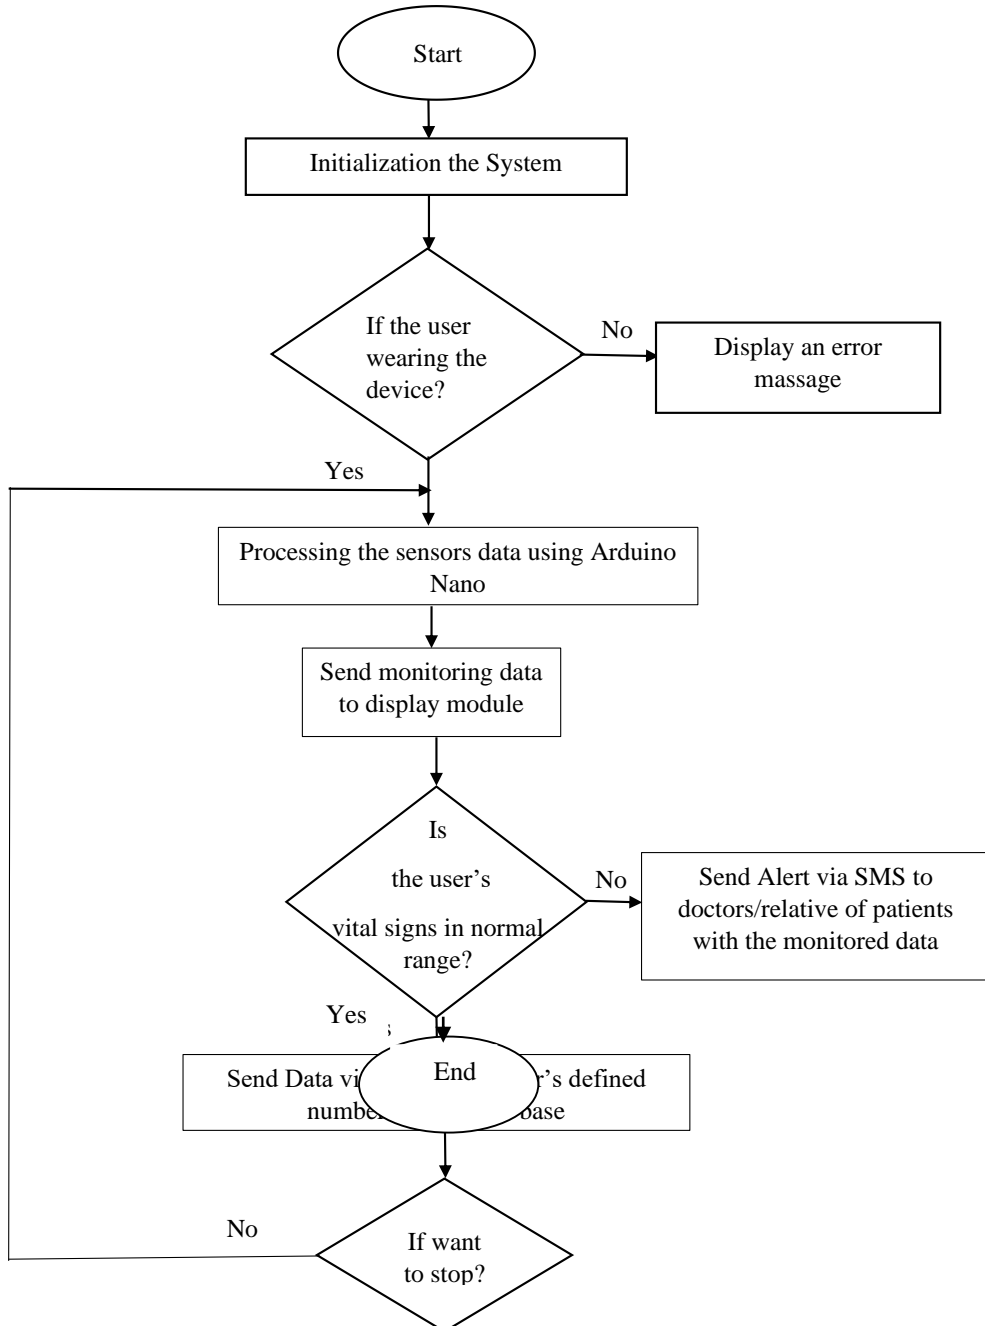 Start
Initialization the System
If the user
wearing the
device?
No
Display an error
massage
Yes
Processing the sensors data using Arduino
Nano
Send monitoring data
to display module
Is
the user's
vital signs in normal
range?
No
Send Alert via SMS to
doctors/relative of patients
with the monitored data
Yes
End
Send Data defined
base
No
If want
to stop?